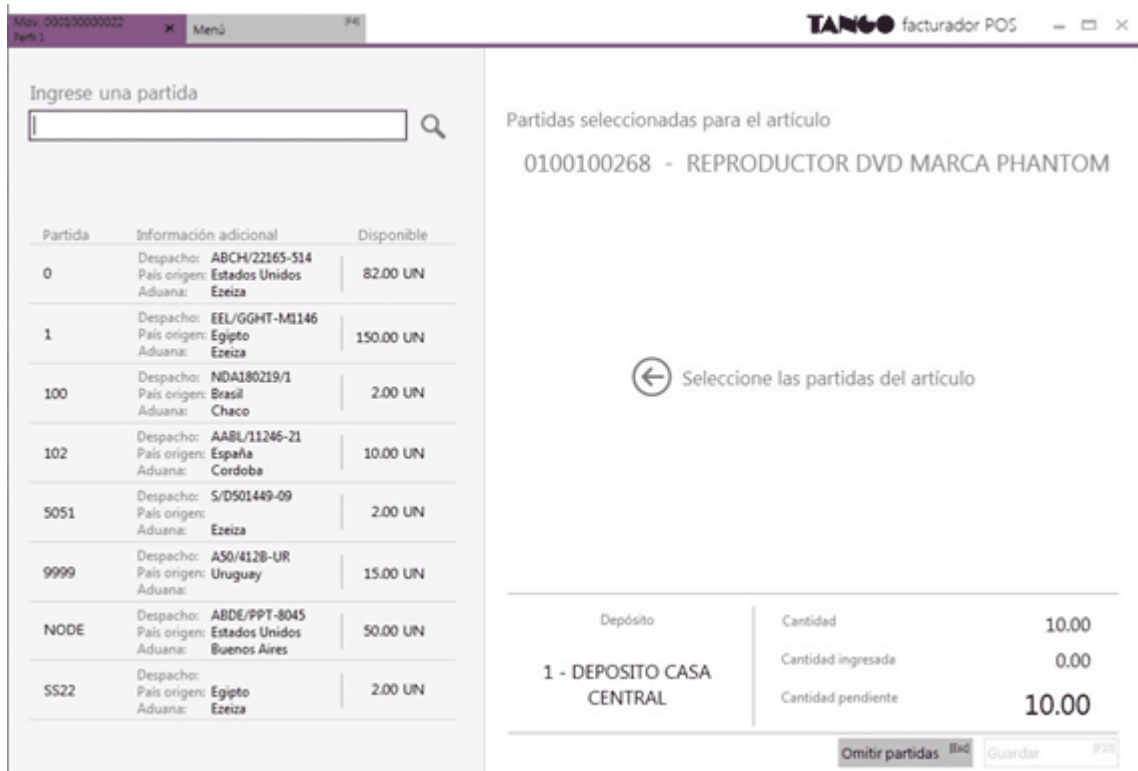 Mov. 000100000022
Perfil 1
Menú
[F4]
TANGO facturador POS
Ingrese una partida
Partida Información adicional Disponible
0 Despacho: ABCH/22165-514
País origen: Estados Unidos 82.00 UN
Aduana: Ezeiza
1 Despacho: EEL/GGHT-M1146
País origen: Egipto 150.00 UN
Aduana: Ezeiza
100 Despacho: NDA180219/1
País origen: Brasil 2.00 UN
Aduana: Chaco
102 Despacho: AABL/11246-21
País origen: España 10.00 UN
Aduana: Cordoba
5051 Despacho: S/D501449-09
País origen: 2.00 UN
Aduana: Ezeiza
9999 Despacho: A50/412B-UR
País origen: Uruguay 15.00 UN
Aduana:
NODE Despacho: ABDE/PPT-8045
País origen: Estados Unidos 50.00 UN
Aduana: Buenos Aires
SS22 Despacho:
País origen: Egipto 2.00 UN
Aduana: Ezeiza
Partidas seleccionadas para el artículo
0100100268 - REPRODUCTOR DVD MARCA PHANTOM
Seleccione las partidas del artículo
Depósito
1 - DEPOSITO CASA
CENTRAL
Cantidad 10.00
Cantidad ingresada 0.00
Cantidad pendiente 10.00
Omitir partidas [Esc]
Guardar [F10]